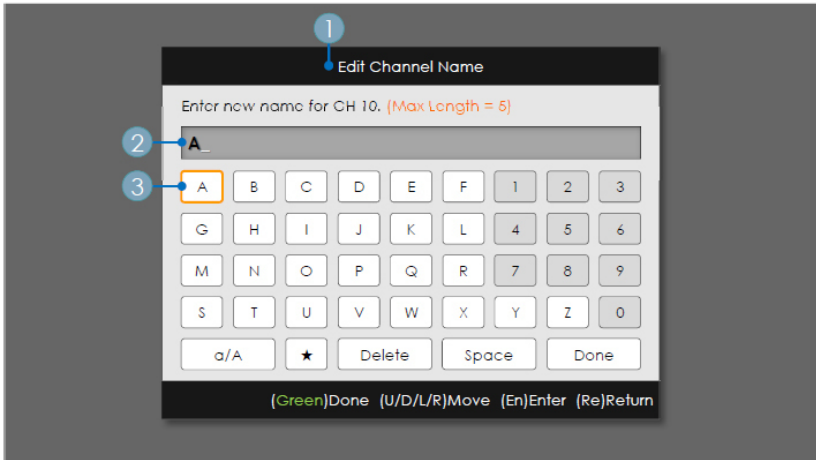 1
Edit Channel Name
Enter new name for CH 10. (Max Length = 5)
2 A_
3 A B C D E F 1 2 3
G H I J K L 4 5 6
M N O P Q R 7 8 9
S T U V W X Y Z 0
a/A ★ Delete Space Done
(Green)Done (U/D/L/R)Move (En)Enter (Re)Return